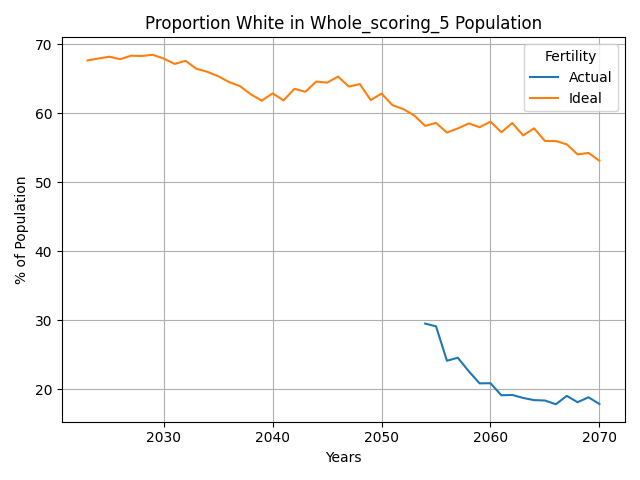 Proportion White in Whole_scoring_5 Population
Fertility
Actual
Ideal
% of Population
70
60
50
40
30
20
2030 2040 2050 2060 2070
Years